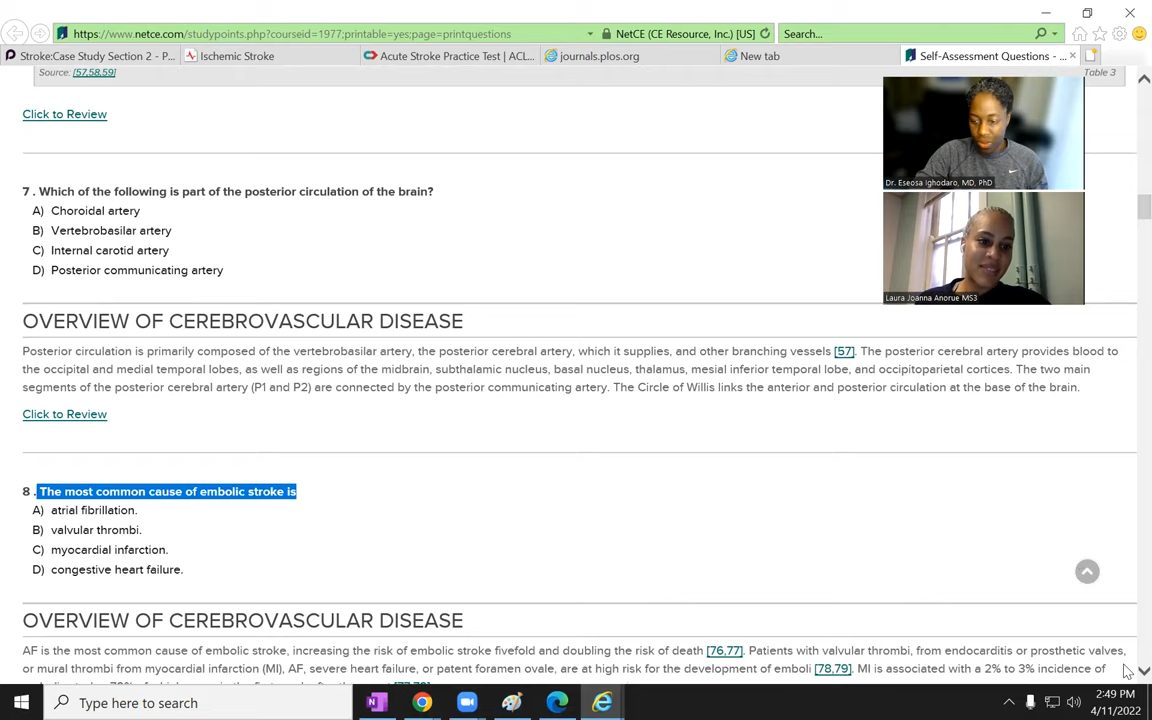 https://www.netce.com/studypoints.php?courseid=1977;printable=yes;page=printquestions
NetCE (CE Resource, Inc.) [US]
Search...
Stroke:Case Study Section 2 - P...
Ischemic Stroke
Acute Stroke Practice Test | ACL...
journals.plos.org
New tab
Self-Assessment Questions - ...
Source: [57,58,59]
Table 3
Click to Review
Dr. Eseosa Ighodaro, MD, PhD
7 . Which of the following is part of the posterior circulation of the brain?
A) Choroidal artery
B) Vertebrobasilar artery
C) Internal carotid artery
D) Posterior communicating artery
Laura Joanna Anorue MS3
OVERVIEW OF CEREBROVASCULAR DISEASE
Posterior circulation is primarily composed of the vertebrobasilar artery, the posterior cerebral artery, which it supplies, and other branching vessels [57]. The posterior cerebral artery provides blood to
the occipital and medial temporal lobes, as well as regions of the midbrain, subthalamic nucleus, basal nucleus, thalamus, mesial inferior temporal lobe, and occipitoparietal cortices. The two main
segments of the posterior cerebral artery (P1 and P2) are connected by the posterior communicating artery. The Circle of Willis links the anterior and posterior circulation at the base of the brain.
Click to Review
8 . The most common cause of embolic stroke is
A) atrial fibrillation.
B) valvular thrombi.
C) myocardial infarction.
D) congestive heart failure.
OVERVIEW OF CEREBROVASCULAR DISEASE
AF is the most common cause of embolic stroke, increasing the risk of embolic stroke fivefold and doubling the risk of death [76,77]. Patients with valvular thrombi, from endocarditis or prosthetic valves,
or mural thrombi from myocardial infarction (MI), AF, severe heart failure, or patent foramen ovale, are at high risk for the development of emboli [78,79]. MI is associated with a 2% to 3% incidence of
Type here to search
2:49 PM
4/11/2022